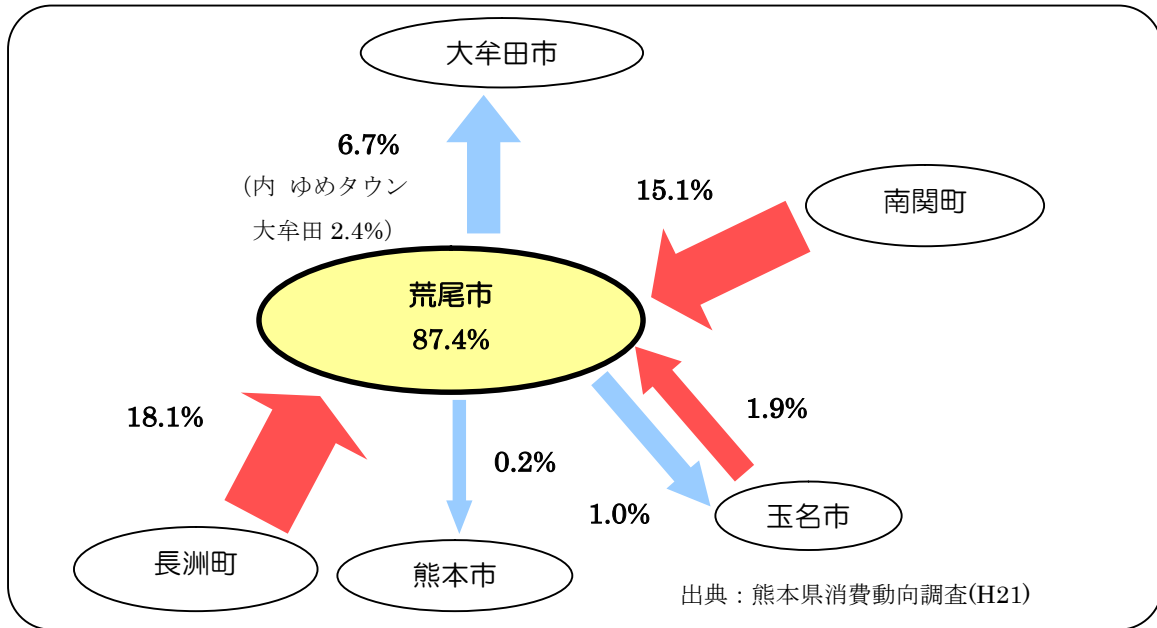 大牟田市
6.7%
(内 ゆめタウン
大牟田 2.4%)
15.1%
南関町
荒尾市
87.4%
18.1%
1.9%
0.2%
1.0%
玉名市
長洲町
熊本市
出典：熊本県消費動向調査(H21)